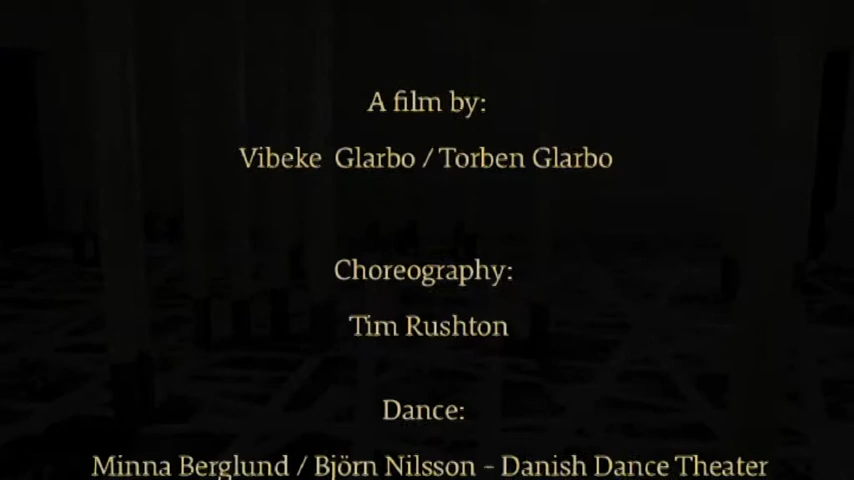 A film by:
Vibeke Glarbo / Torben Glarbo
Choreography:
Tim Rushton
Dance:
Minna Berglund / Björn Nilsson - Danish Dance Theater